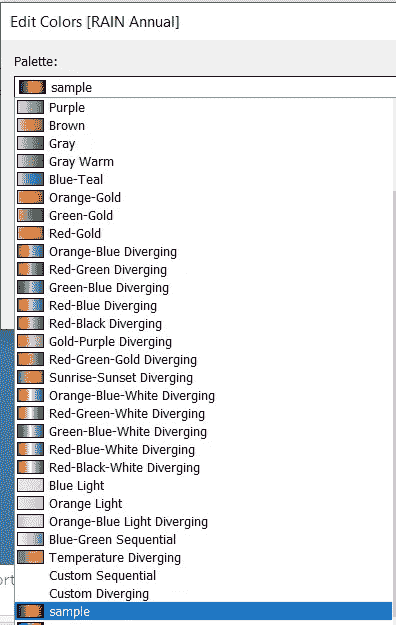 Edit Colors [RAIN Annual]
Palette:
sample
Purple
Brown
Gray
Gray Warm
Blue-Teal
Orange-Gold
Green-Gold
Red-Gold
Orange-Blue Diverging
Red-Green Diverging
Green-Blue Diverging
Red-Blue Diverging
Red-Black Diverging
Gold-Purple Diverging
Red-Green-Gold Diverging
Sunrise-Sunset Diverging
Orange-Blue-White Diverging
Red-Green-White Diverging
Green-Blue-White Diverging
Red-Blue-White Diverging
Red-Black-White Diverging
Blue Light
Orange Light
Orange-Blue Light Diverging
Blue-Green Sequential
Temperature Diverging
Custom Sequential
Custom Diverging
sample